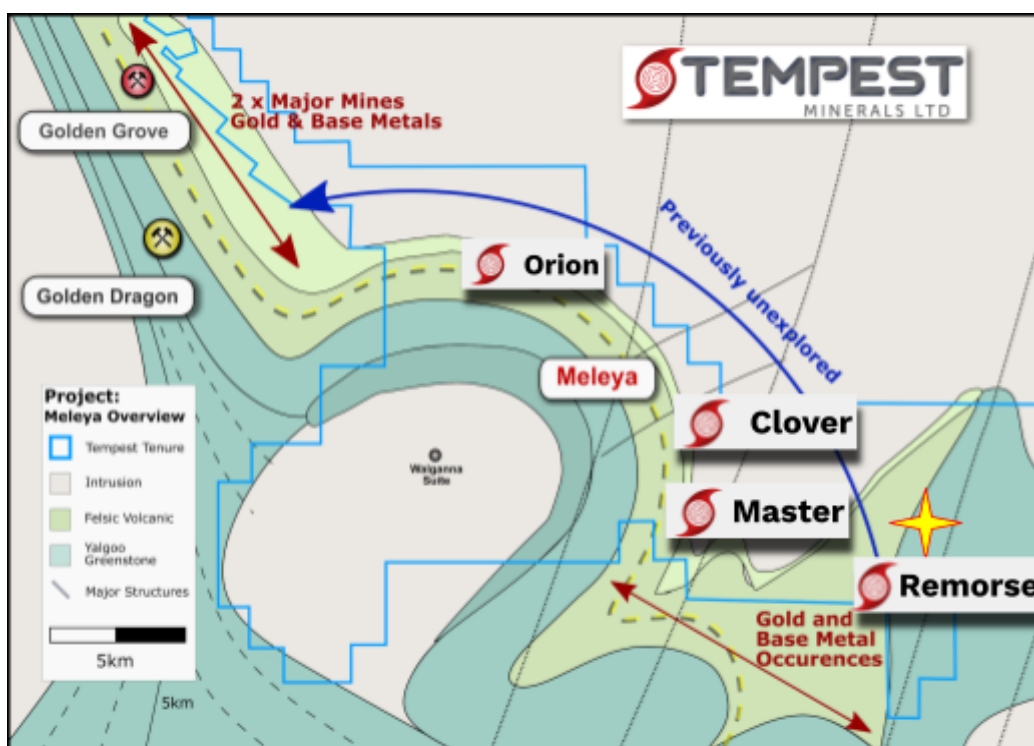 TEMPEST
MINERALS LTD
2 x Major Mines
Gold & Base Metals
Golden Grove
Golden Dragon
Previously unexplored
Orion
Meleya
Clover
Master
Remorse
Walganna
Suite
Gold and
Base Metal
Occurences
Project:
Meleya Overview
Tempest Tenure
Intrusion
Felsic Volcanic
Yalgoo
Greenstone
Major Structures
5km
5km